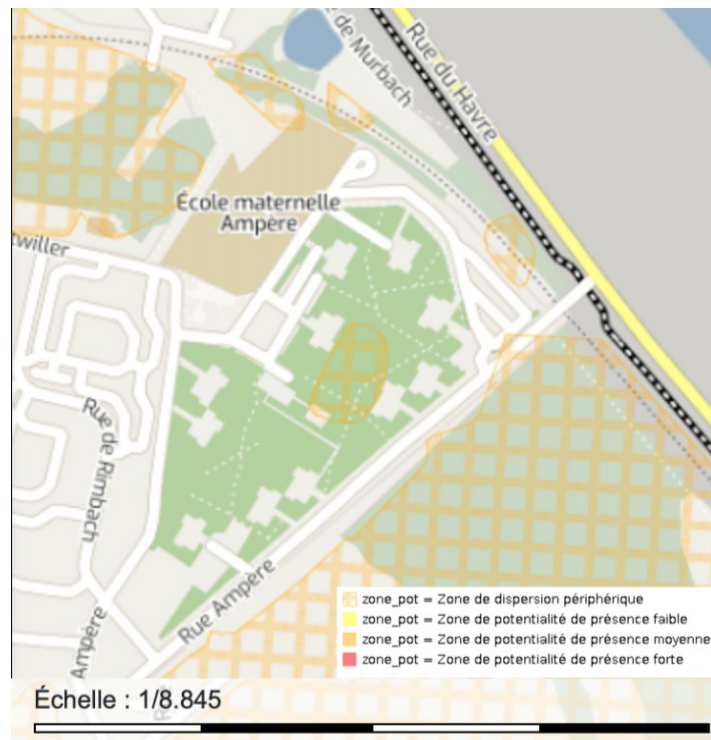 de Murbach
Rue du Havre
École maternelle
Ampère
twiller
Rue de Rimbach
Rue Ampère
Ampère
zone_pot = Zone de dispersion périphérique
zone_pot = Zone de potentialité de présence faible
zone_pot = Zone de potentialité de présence moyenne
zone_pot = Zone de potentialité de présence forte
Échelle : 1/8.845